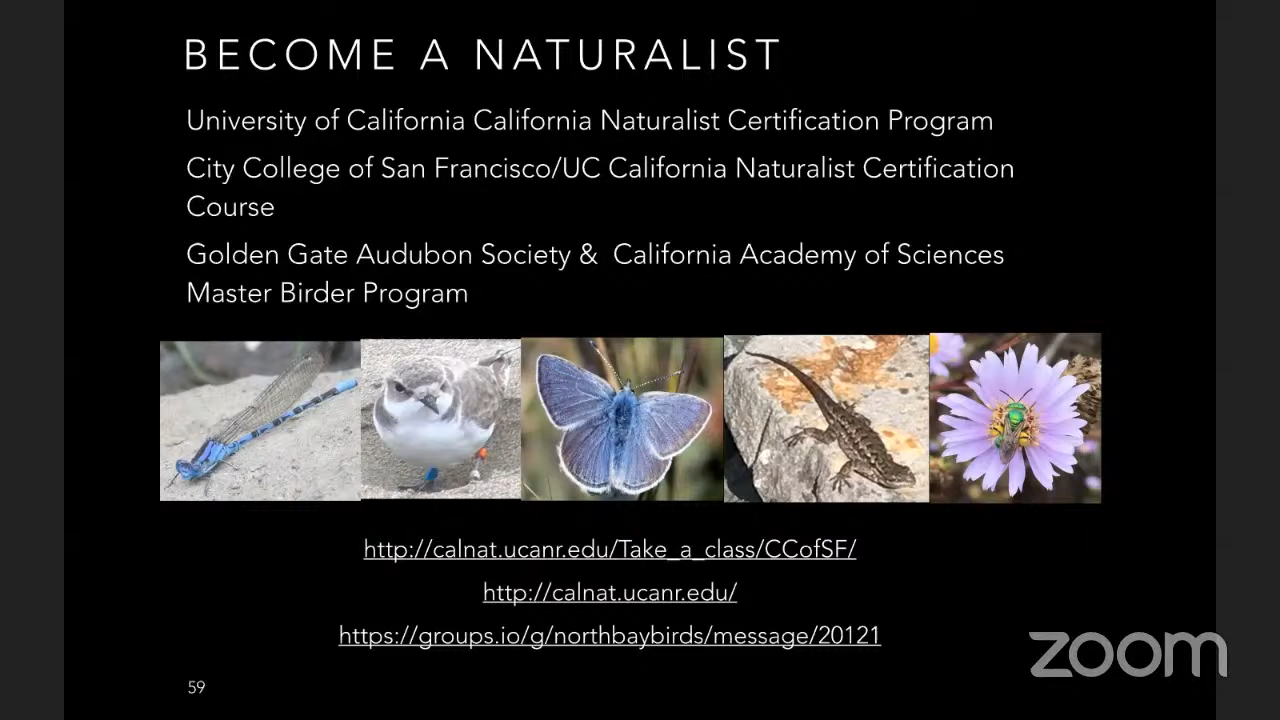 BECOME A NATURALIST
University of California California Naturalist Certification Program
City College of San Francisco/UC California Naturalist Certification
Course
Golden Gate Audubon Society & California Academy of Sciences
Master Birder Program
http://calnat.ucanr.edu/Take_a_class/CCofSF/
http://calnat.ucanr.edu/
https://groups.io/g/northbaybirds/message/20121
zoom
59